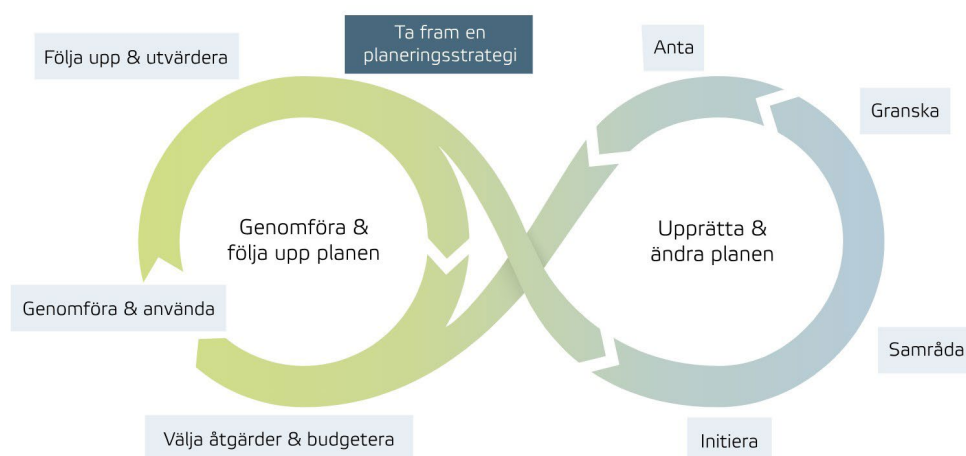 Ta fram en
planeringsstrategi
Följa upp & utvärdera
Anta
Granska
Genomföra &
följa upp planen
Upprätta &
ändra planen
Genomföra & använda
Samråda
Välja åtgärder & budgetera
Initiera